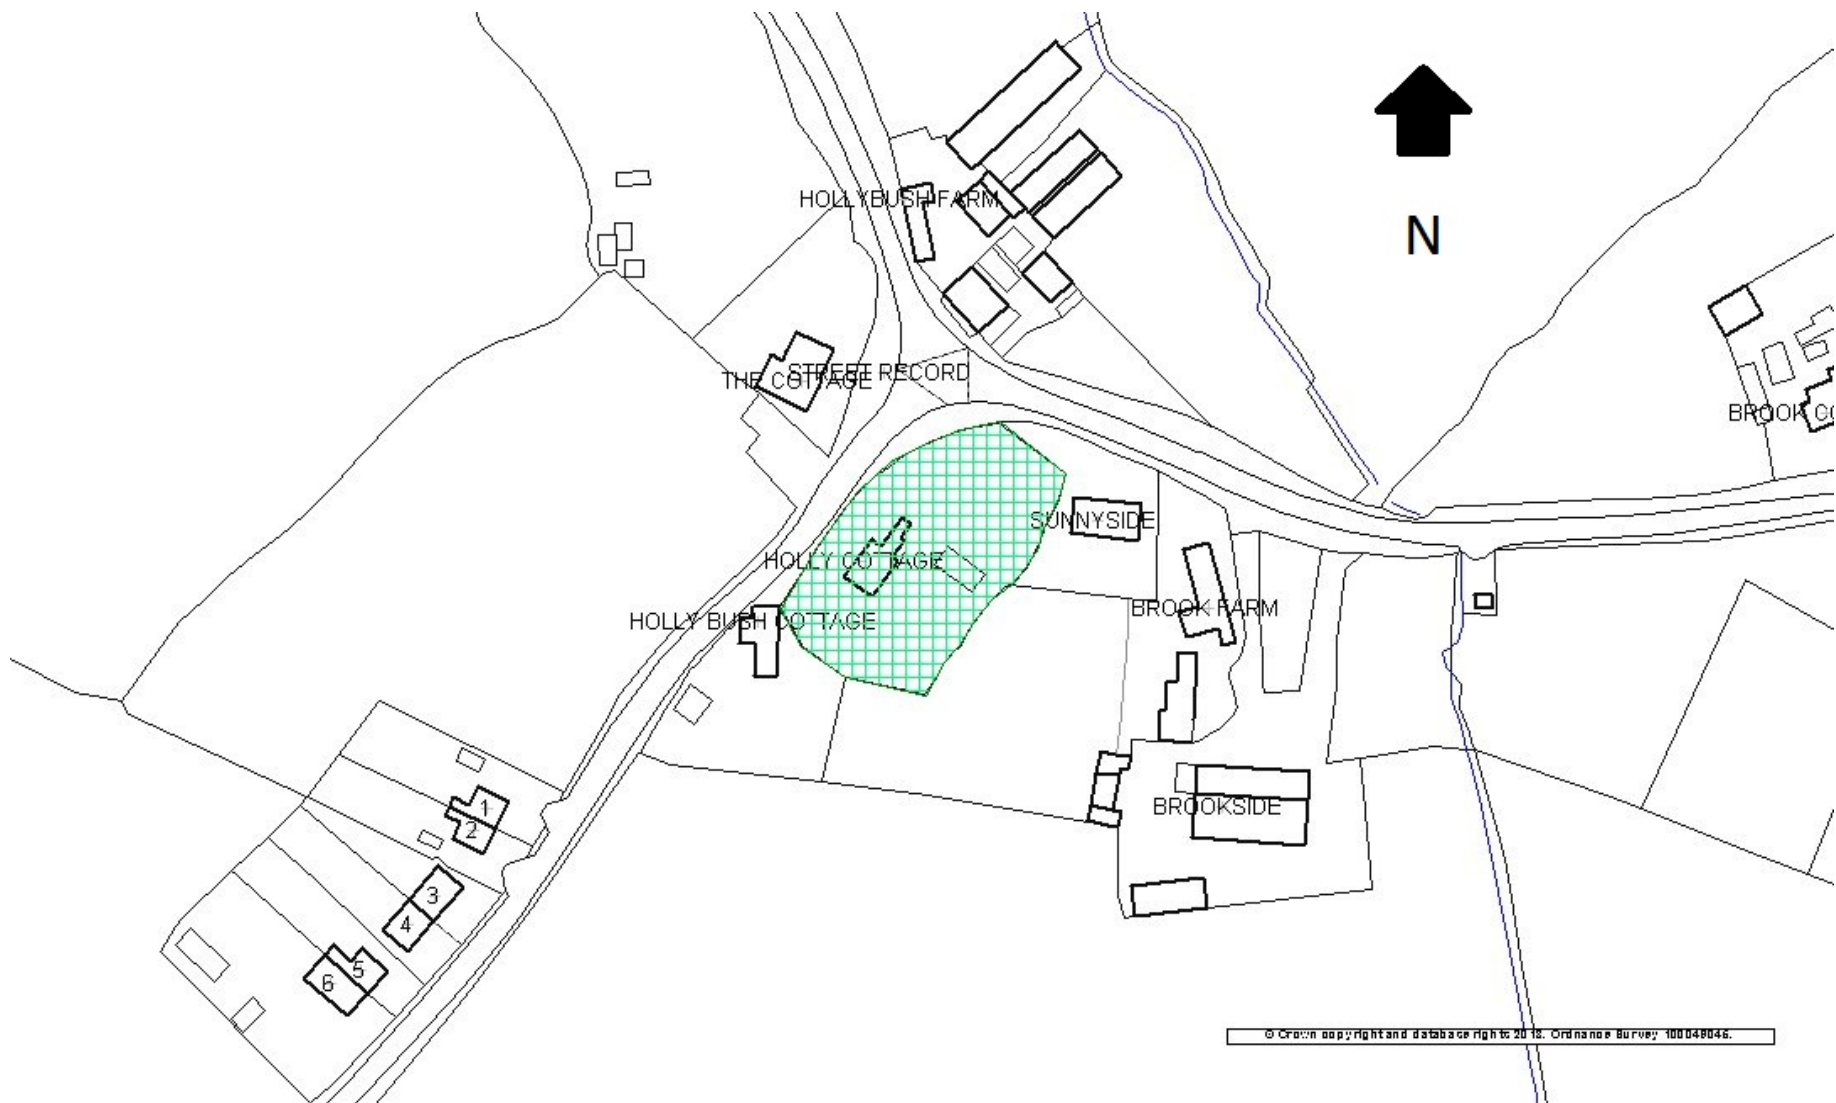 HOLLYBUSH FARM
N
STREET RECORD
THE COTTAGE
BROOK CO
SUNNYSIDE
HOLLY COTTAGE
BROOK FARM
HOLLY BUSH COTTAGE
1
2
BROOKSIDE
3
4
5
6
© Crown copyright and database rights 2013. Ordnance Survey 100049046.